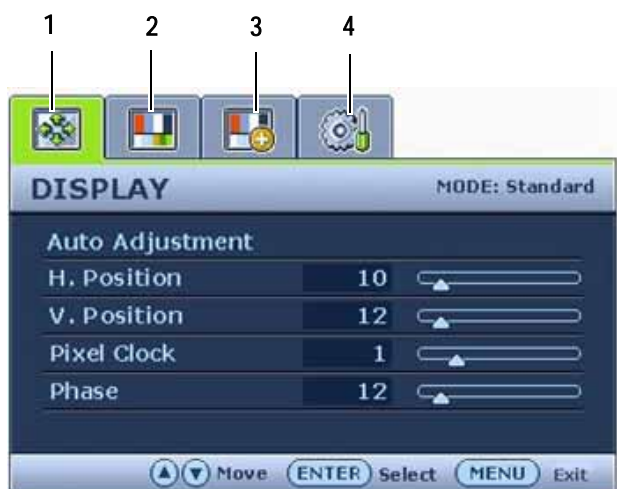 1 2 3 4
DISPLAY MODE: Standard
Auto Adjustment
H. Position 10
V. Position 12
Pixel Clock 1
Phase 12
Move ENTER Select MENU Exit